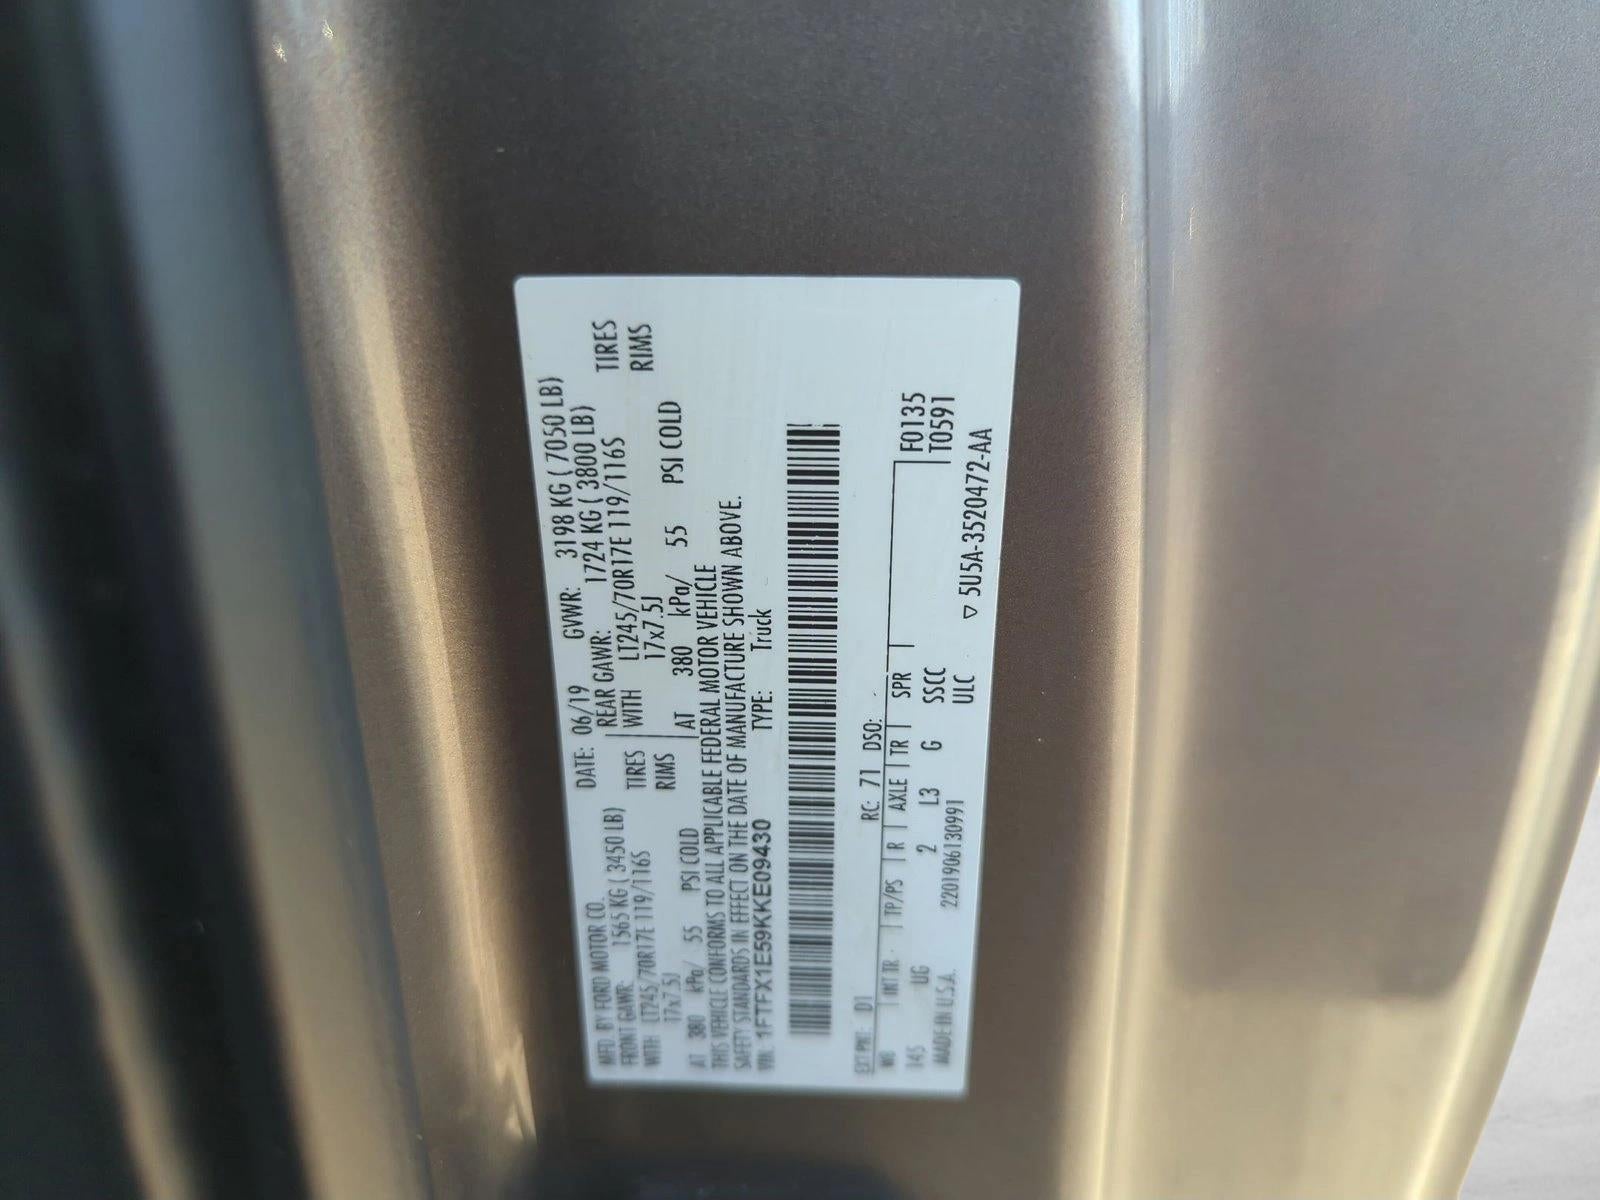 MFD. BY FORD MOTOR CO. DATE: 06/19 GVWR: 3198 KG ( 7050 LB)
FRONT GAWR: 1565 KG ( 3450 LB) REAR GAWR: 1724 KG ( 3800 LB)
WITH LT245/70R17E 119/116S TIRES WITH LT245/70R17E 119/116S TIRES
17x7.5J RIMS 17x7.5J RIMS
AT 380 kPa/ 55 PSI COLD AT 380 kPa/ 55 PSI COLD
THIS VEHICLE CONFORMS TO ALL APPLICABLE FEDERAL MOTOR VEHICLE
SAFETY STANDARDS IN EFFECT ON THE DATE OF MANUFACTURE SHOWN ABOVE.
VIN: 1FTFX1E59KKE09430 TYPE: Truck
EXT PNT: D1 RC: 71 DSO: F0135
WB INT TR TP/PS R AXLE TR SPR T0591
145 UG 2 L3 G SSCC
MADE IN U.S.A. 220190613099 1 ULC ▽ 5U5A-3520472-AA